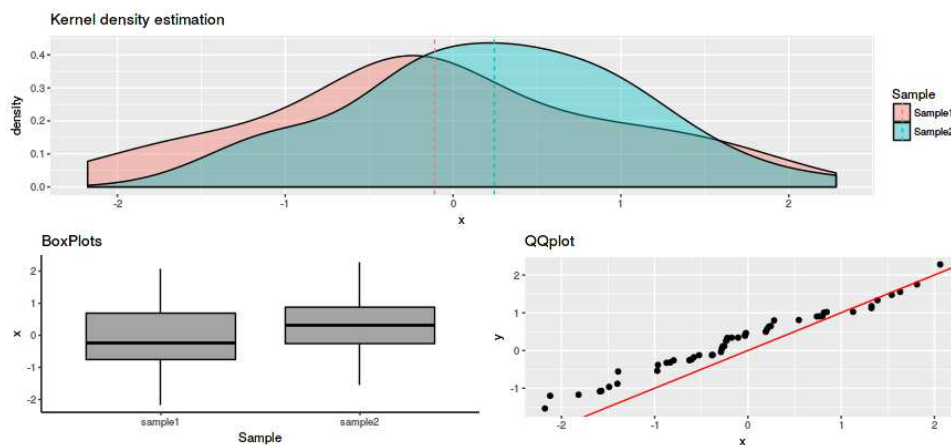 Kernel density estimation
0.4
0.3
0.2
0.1
0.0
density
-2
-1
0
1
2
x
Sample
Sample1
Sample2
BoxPlots
2
1
0
-1
-2
x
sample1
sample2
Sample
QQplot
2
1
0
-1
y
-2
-1
0
1
2
x